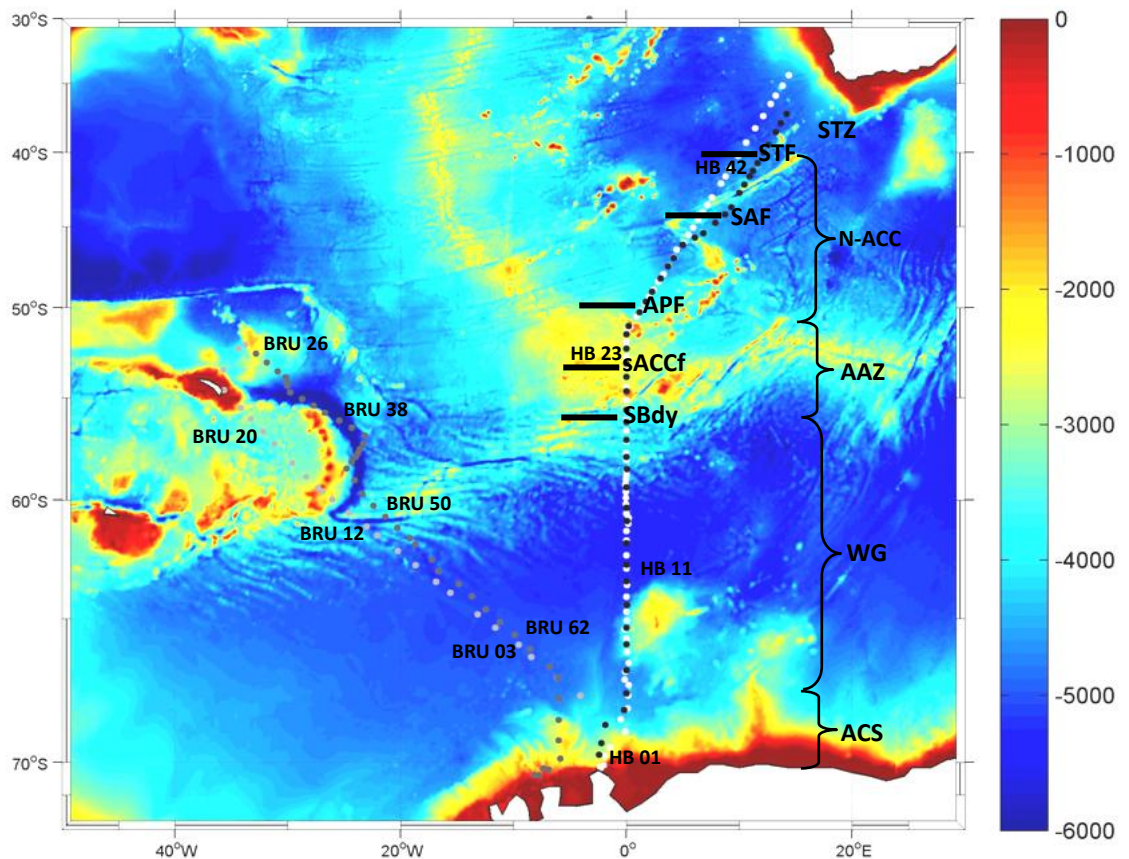 30°S
40°S
50°S
60°S
70°S
40°W
20°W
0°
20°E
0
-1000
-2000
-3000
-4000
-5000
-6000
STZ
STF
HB 42
SAF
N-ACC
APF
HB 23
sACCf
AAZ
SBdy
BRU 26
BRU 38
BRU 20
BRU 50
BRU 12
HB 11
WG
BRU 62
BRU 03
ACS
HB 01